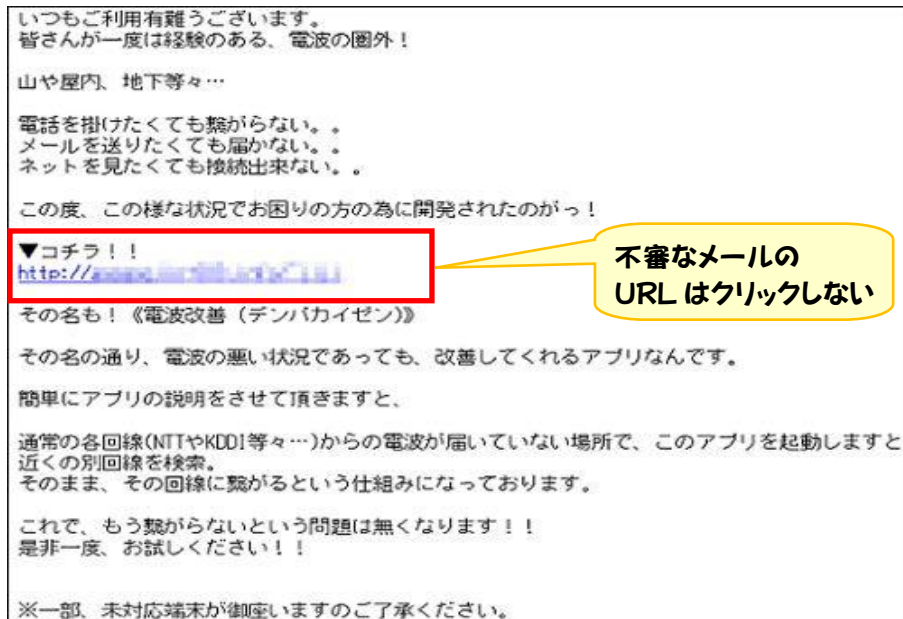 いつもご利用有難うございます。
皆さんが一度は経験のある、電波の圏外！
山や屋内、地下等々…
電話を掛けたくても繋がらない。。
メールを送りたくても届かない。。
ネットを見たくても接続出来ない。。
この度、この様な状況でお困りの方の為に開発されたのがっ！
▼コチラ！！
http://
不審なメールの
URL はクリックしない
その名も！《電波改善（デンパカイゼン）》
その名の通り、電波の悪い状況であっても、改善してくれるアプリなんです。
簡単にアプリの説明をさせて頂きますと、
通常の各回線(NTTやKDDI等々…)からの電波が届いていない場所で、このアプリを起動しますと
近くの別回線を検索。
そのまま、その回線に繋がるという仕組みになっております。
これで、もう繋がらないという問題は無くなります！！
是非一度、お試しください！！
※一部、未対応端末が御座いますのご了承ください。